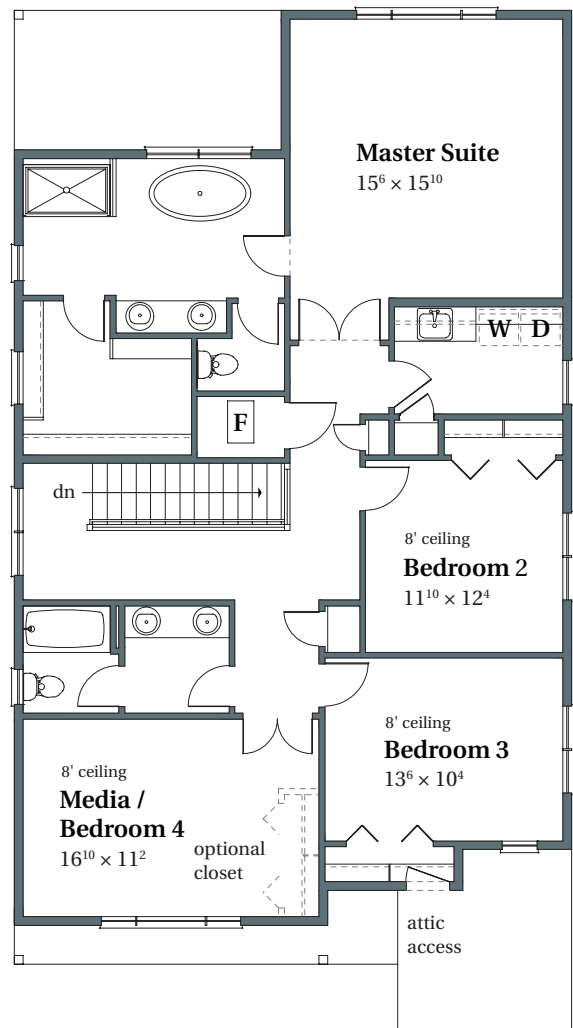 Master Suite
15⁶ × 15¹⁰
W D
F
dn
8' ceiling
Bedroom 2
11¹⁰ × 12⁴
8' ceiling
Bedroom 3
13⁶ × 10⁴
8' ceiling
Media /
Bedroom 4
16¹⁰ × 11²
optional
closet
attic
access